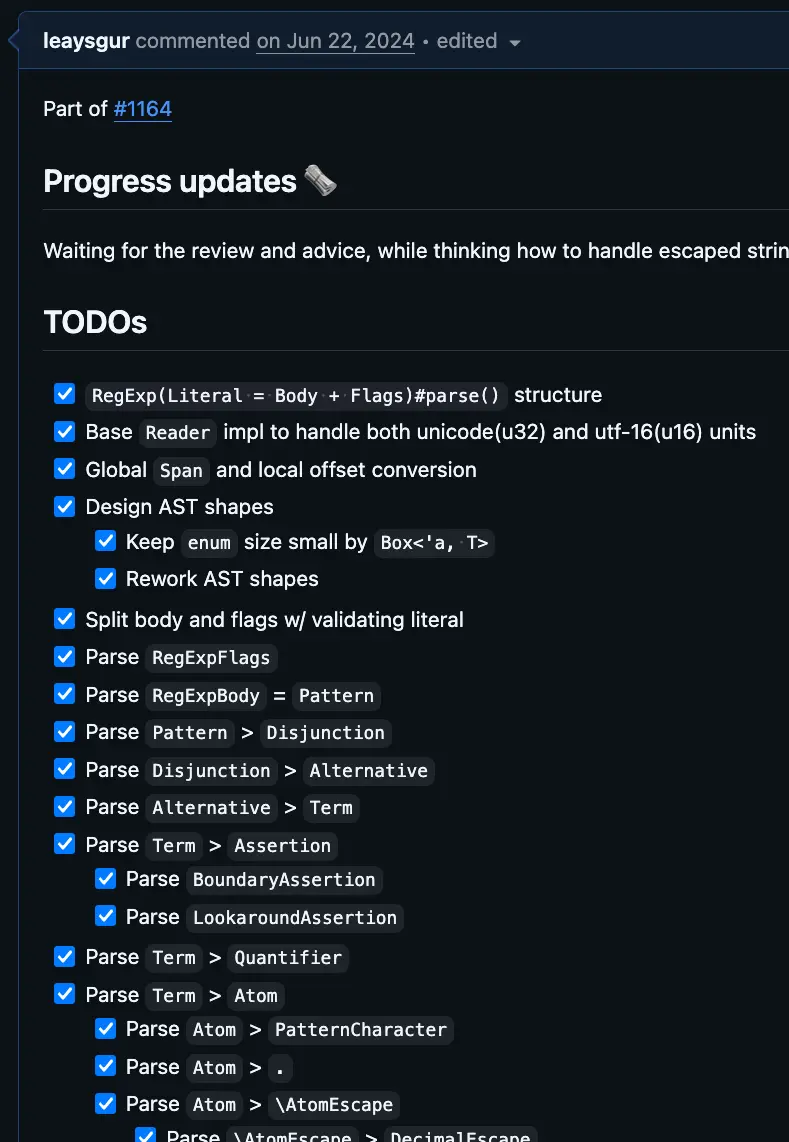 leaysgur commented on Jun 22, 2024 • edited
Part of #1164
Progress updates
Waiting for the review and advice, while thinking how to handle escaped strin
TODOs
RegExp(Literal = Body + Flags)#parse() structure
Base Reader impl to handle both unicode(u32) and utf-16(u16) units
Global Span and local offset conversion
Design AST shapes
Keep enum size small by Box<'a, T>
Rework AST shapes
Split body and flags w/ validating literal
Parse RegExpFlags
Parse RegExpBody = Pattern
Parse Pattern > Disjunction
Parse Disjunction > Alternative
Parse Alternative > Term
Parse Term > Assertion
Parse BoundaryAssertion
Parse LookaroundAssertion
Parse Term > Quantifier
Parse Term > Atom
Parse Atom > PatternCharacter
Parse Atom > .
Parse Atom > \AtomEscape
Parse \AtomEscape > DecimalEscape